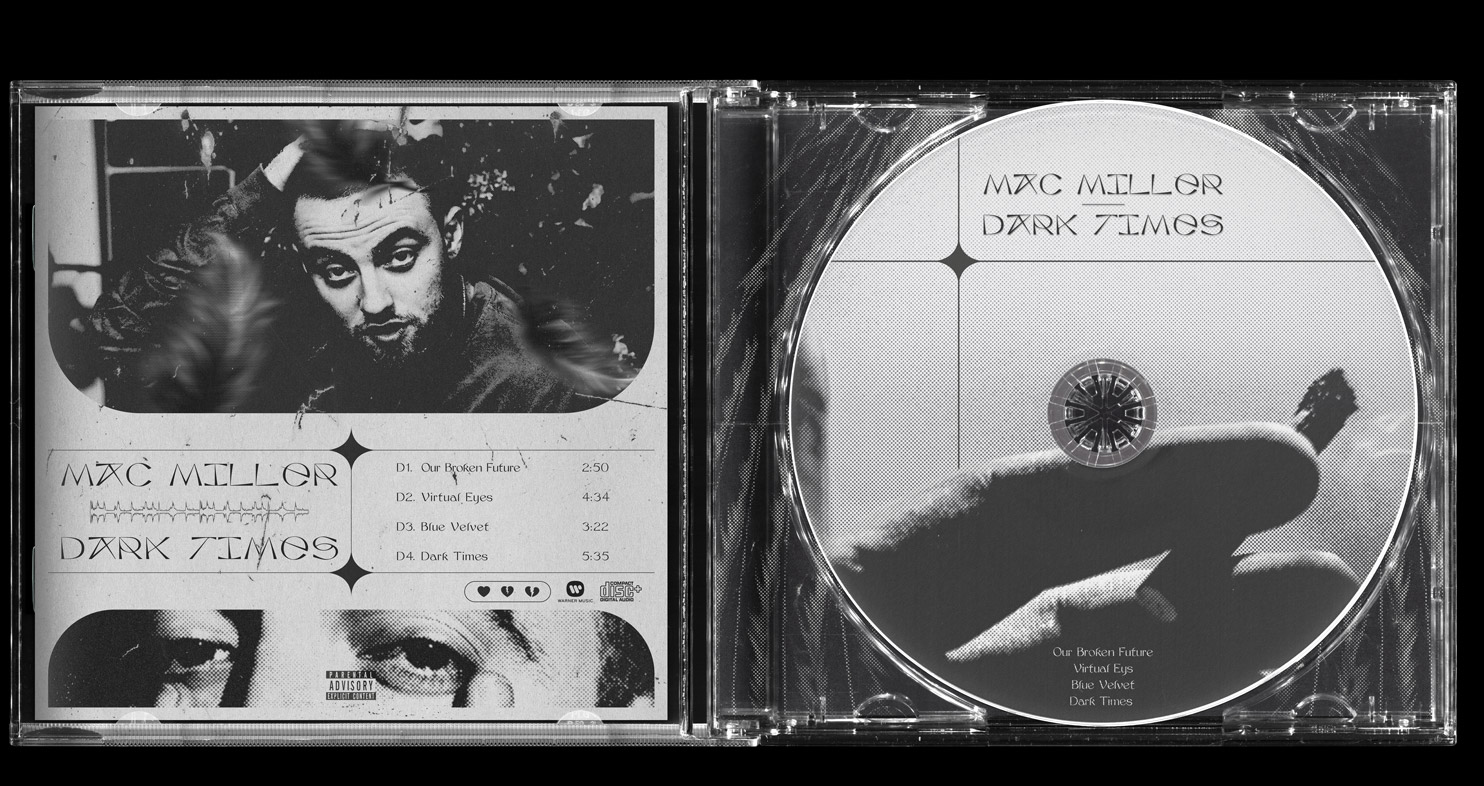 MAC MILLER
DARK TIMES
D1. Our Broken Future 2:50
D2. Virtual Eyes 4:34
D3. Blue Velvet 3:22
D4. Dark Times 5:35
WARNER MUSIC
COMPACT
disc+
DIGITAL AUDIO
PARENTAL
ADVISORY
EXPLICIT CONTENT
MAC MILLER
DARK TIMES
Our Broken Future
Virtual Eys
Blue Velvet
Dark Times